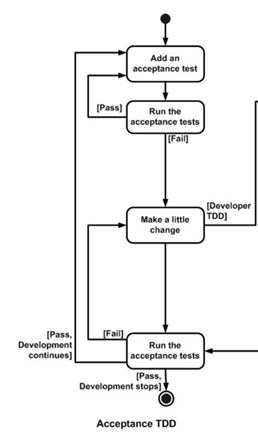 Add an
acceptance test
[Pass]
Run the
acceptance tests
[Fail]
Make a little
change
[Developer
TDD]
[Fail]
Run the
acceptance tests
[Pass,
Development
continues]
[Pass,
Development stops]
Acceptance TDD